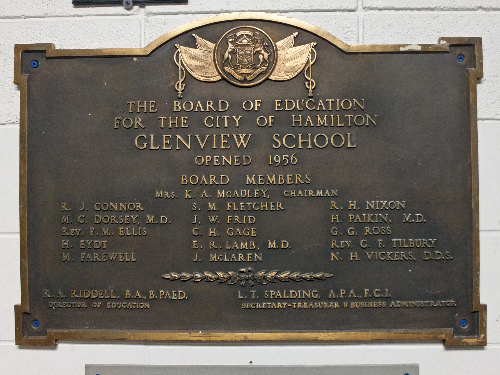 THE BOARD OF EDUCATION
FOR THE CITY OF HAMILTON
GLENVIEW SCHOOL
OPENED 1956
BOARD MEMBERS
MRS. K. A. MCAULEY, CHAIRMAN
R. J. CONNOR S. M. FLETCHER R. H. NIXON
M. C. DORSEY, M.D. J. W. FRID H. PAIKIN, M.D.
REV. F. M. ELLIS C. H. GAGE G. G. ROSS
H. EYDT E. R. LAMB, M.D. REV. G. F. TILBURY
M. FAREWELL J. MCLAREN N. H. VICKERS, D.D.S.
R. A. RIDDELL, B.A., B.PAED. L. T. SPALDING, A.P.A., F.C.I.
DIRECTOR OF EDUCATION SECRETARY-TREASURER & BUSINESS ADMINISTRATOR